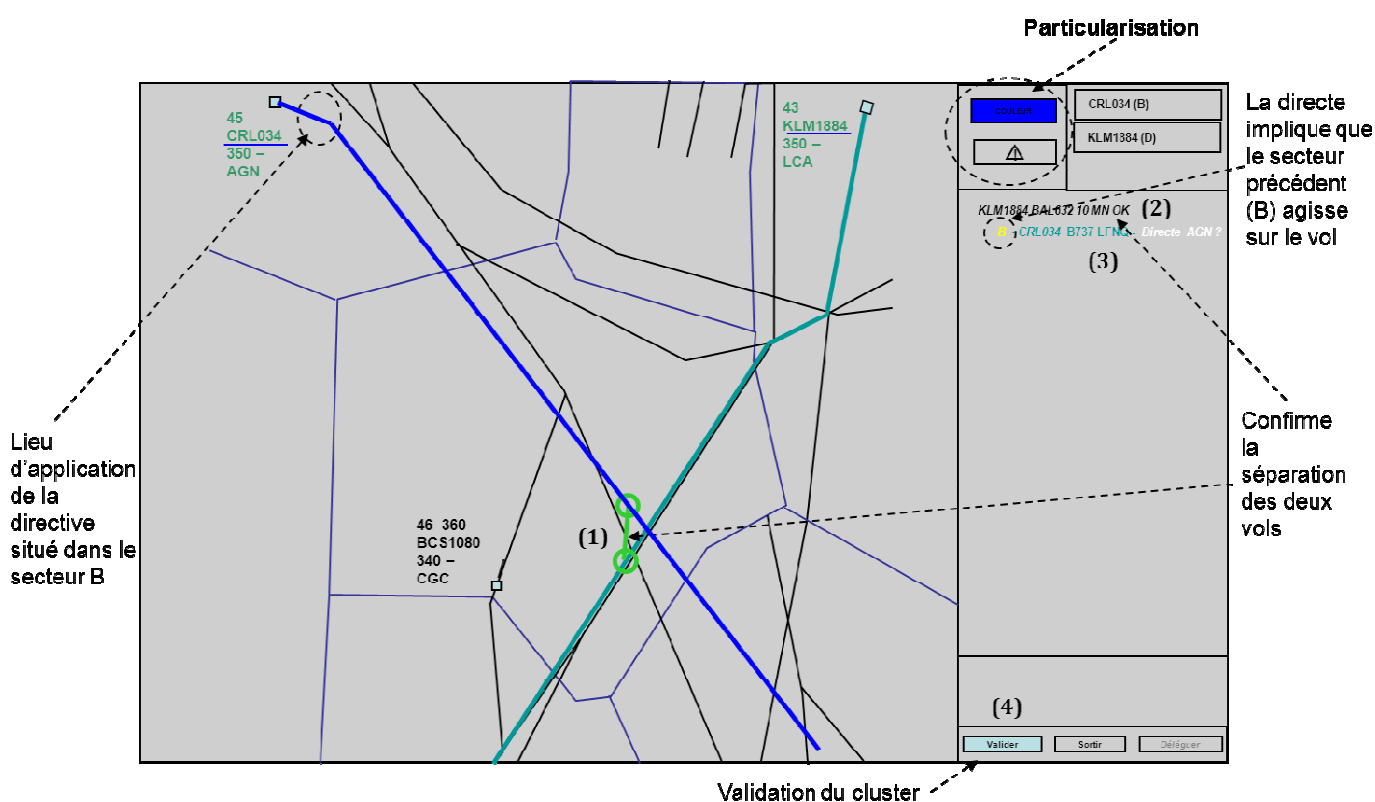 Particularisation
CRL034 (B)
KLM1884 (D)
La directe
implique que
le secteur
précédent
(B) agisse
sur le vol
45
CRL034
350 –
AGN
43
KLM1884
350 –
LCA
KLM1884 BAL632 10 MN OK (2)
B CRL034 B737 Directe AGN ?
(3)
Lieu
d'application
de la
directive
situé dans le
secteur B
Confirme
la
séparation
des deux
vols
46 360
BCS1080
340 –
CGC
(1)
(4)
Valider
Sortir
Déléguer
Validation du cluster